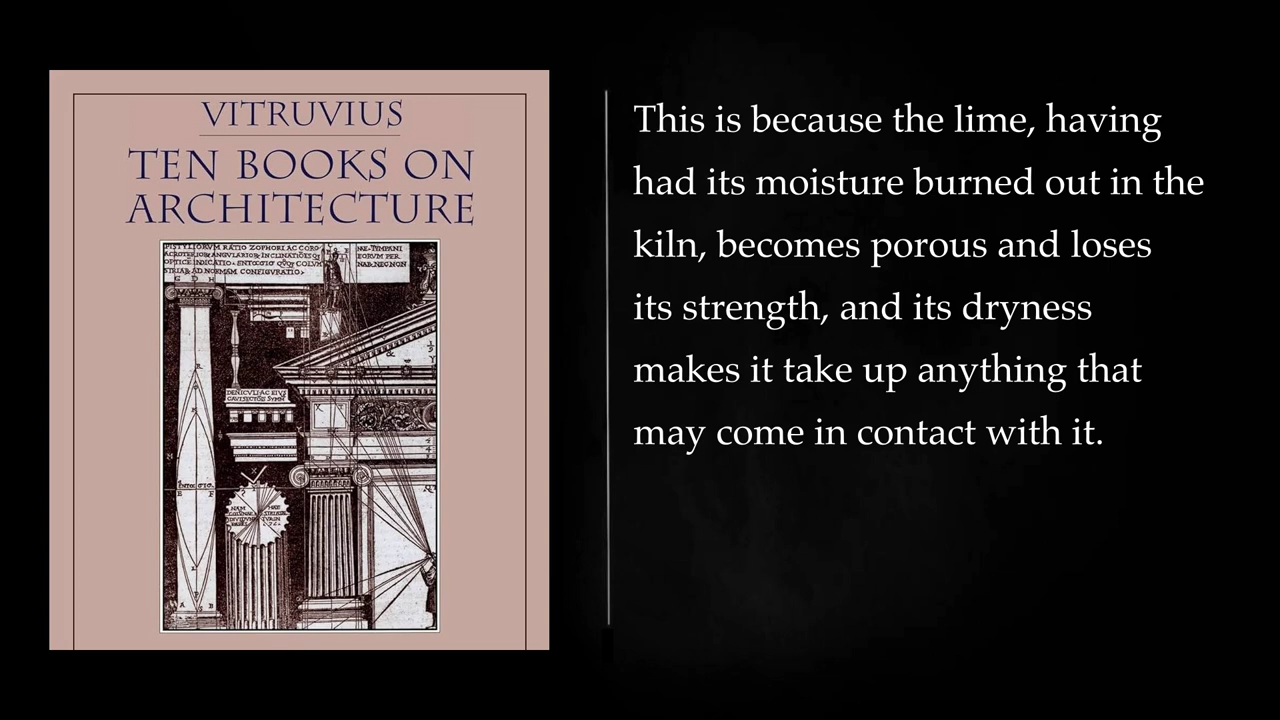 VITRUVIUS
TEN BOOKS ON
ARCHITECTURE
This is because the lime, having
had its moisture burned out in the
kiln, becomes porous and loses
its strength, and its dryness
makes it take up anything that
may come in contact with it.